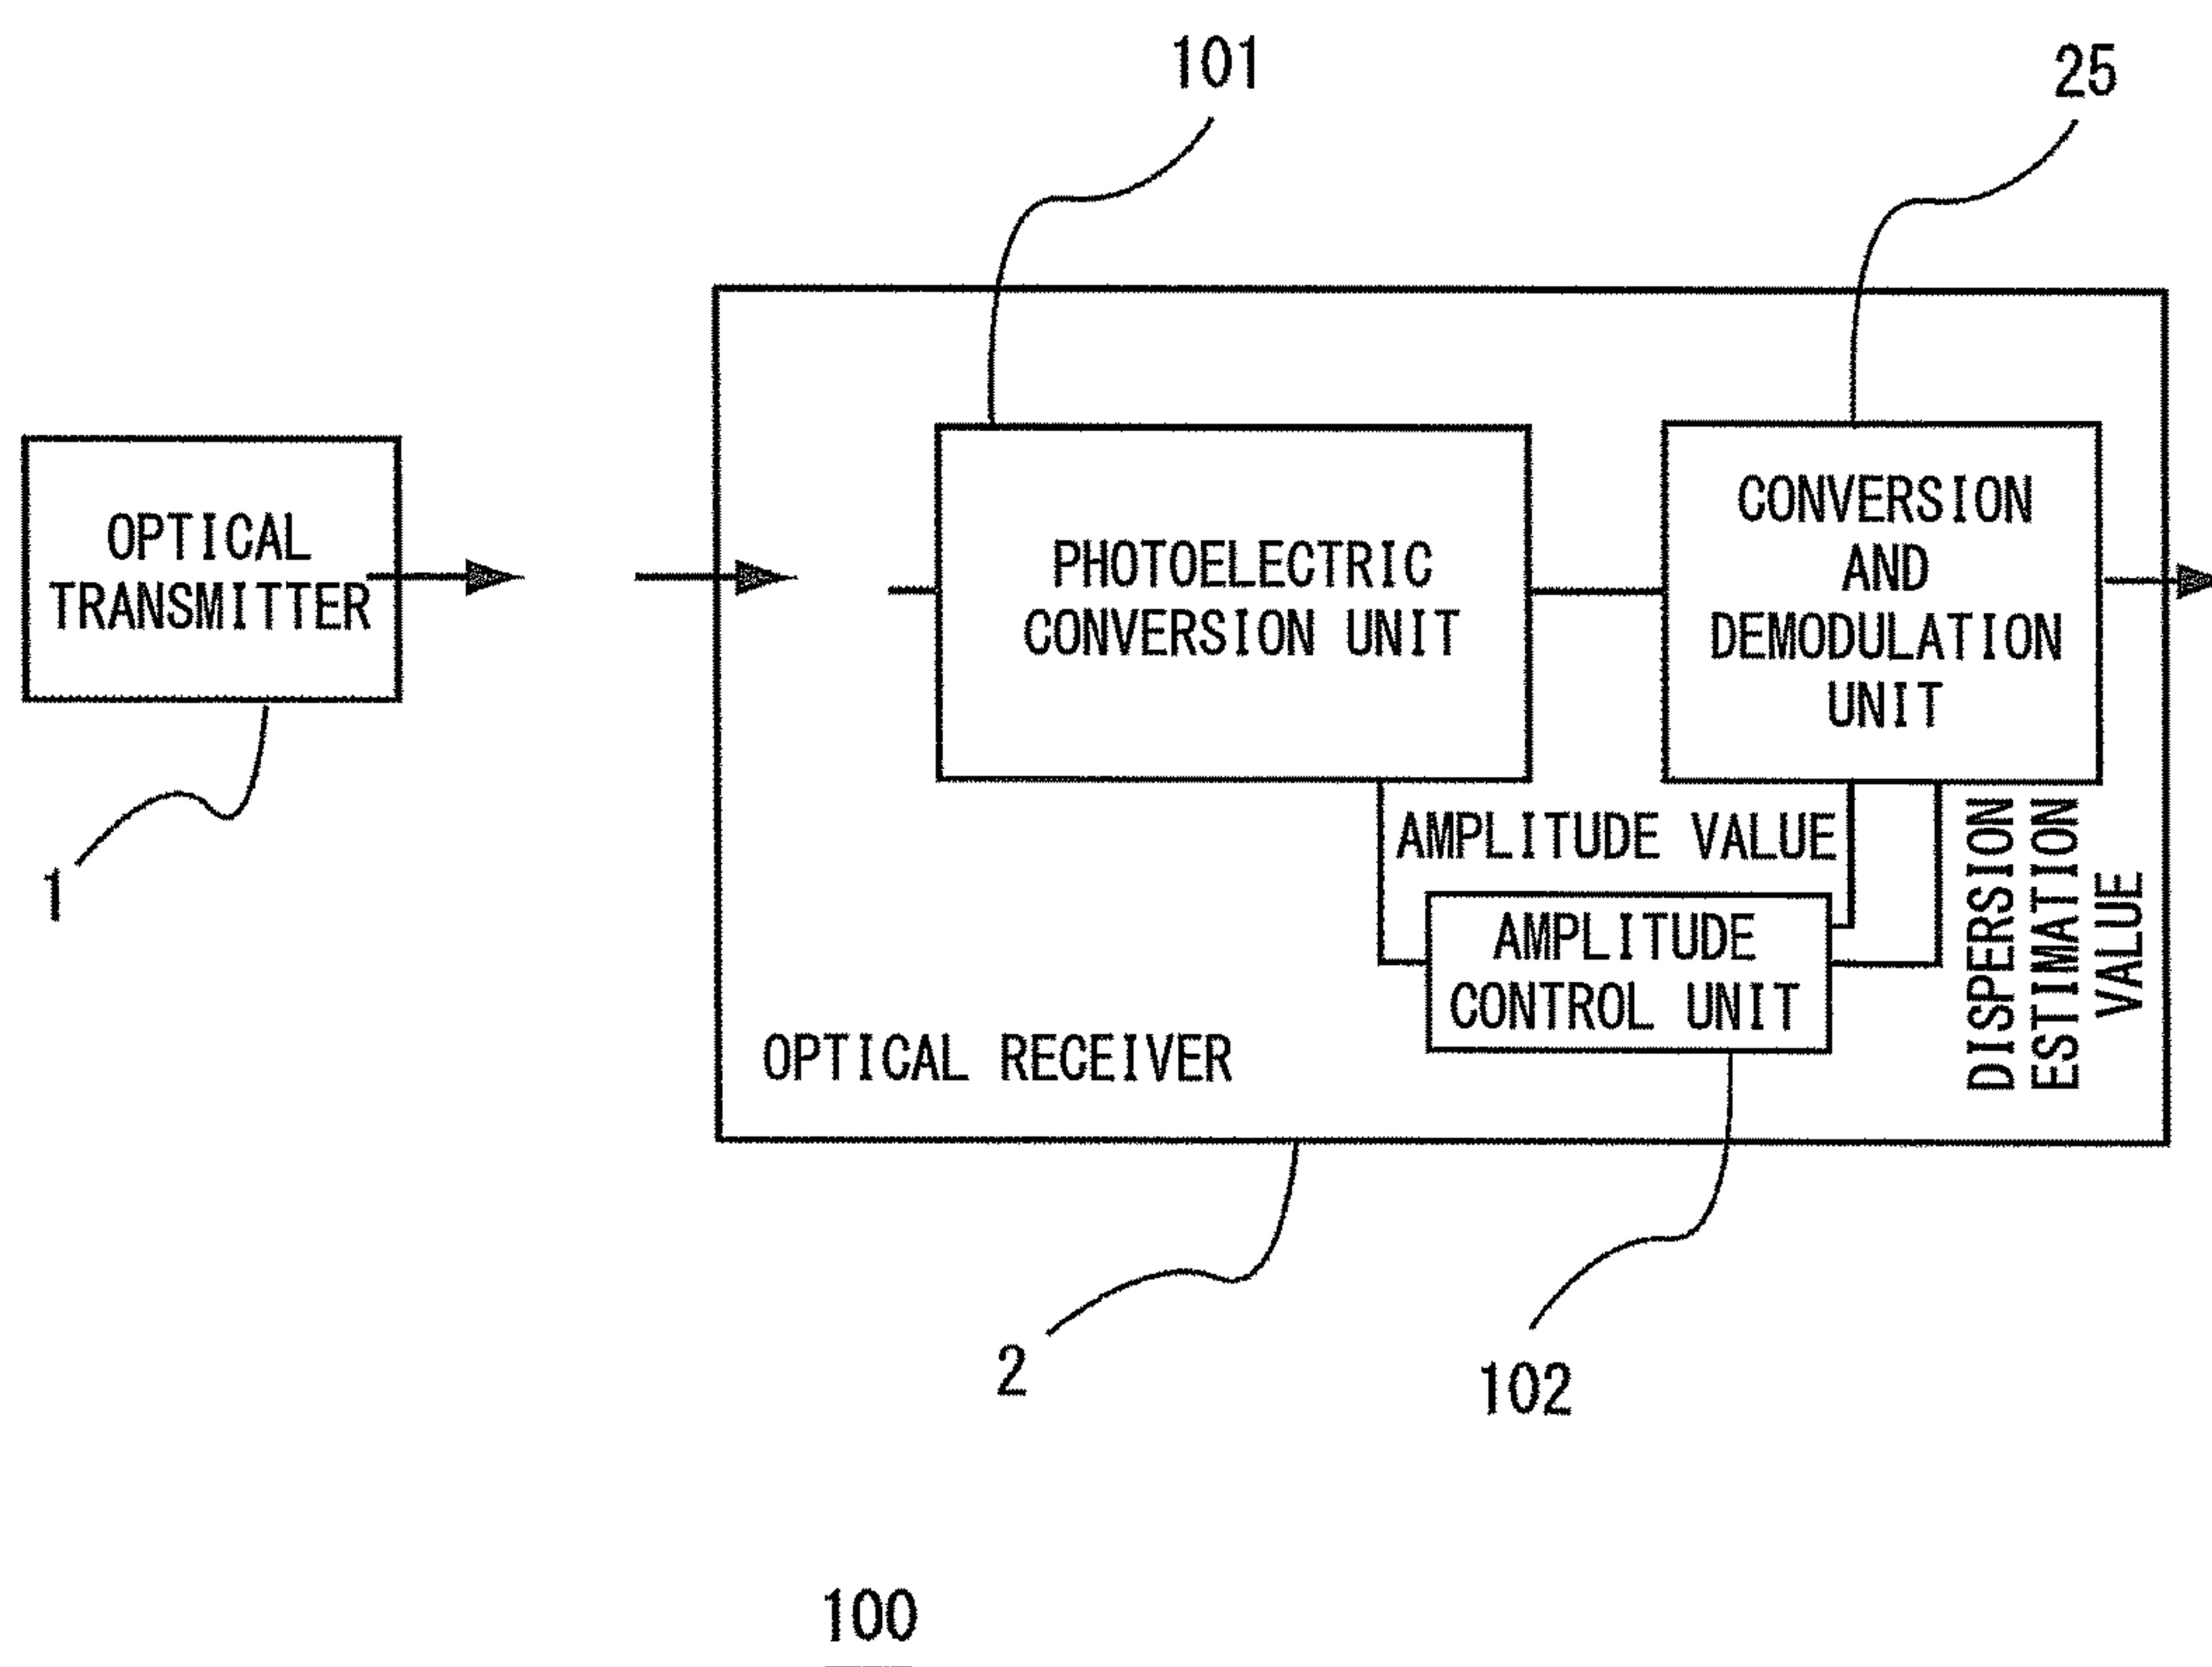 101
25
OPTICAL
TRANSMITTER
PHOTOELECTRIC
CONVERSION UNIT
CONVERSION
AND
DEMODULATION
UNIT
AMPLITUDE VALUE
DISPERSION
ESTIMATION
VALUE
AMPLITUDE
CONTROL UNIT
OPTICAL RECEIVER
1
2
102
100